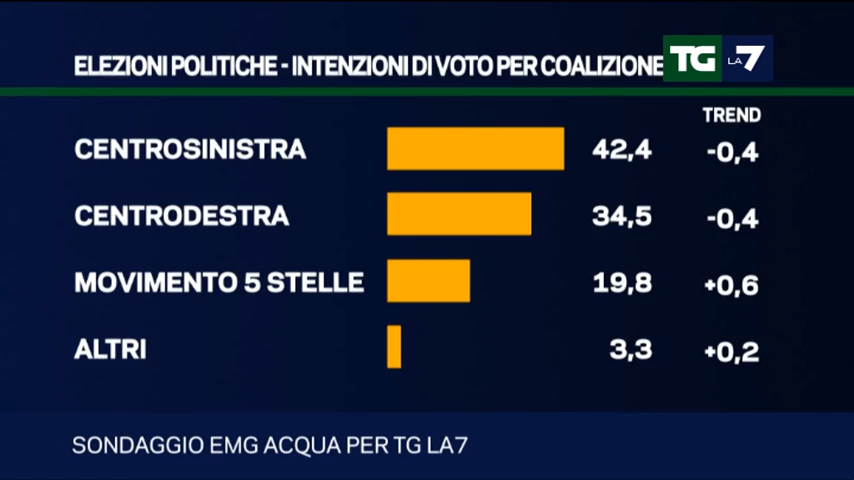 ELEZIONI POLITICHE - INTENZIONI DI VOTO PER COALIZIONE TG LA7
TREND
CENTROSINISTRA 42,4 -0,4
CENTRODESTRA 34,5 -0,4
MOVIMENTO 5 STELLE 19,8 +0,6
ALTRI 3,3 +0,2
SONDAGGIO EMG ACQUA PER TG LA7